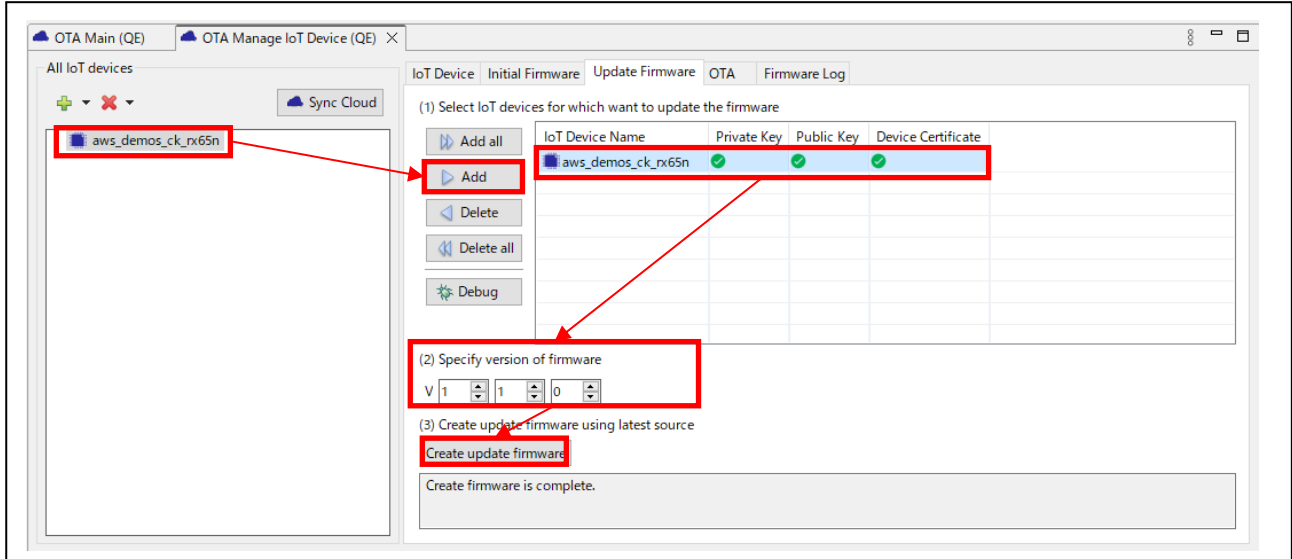 OTA Main (QE)
OTA Manage IoT Device (QE)
All IoT devices
Sync Cloud
aws_demos_ck_rx65n
IoT Device Initial Firmware Update Firmware OTA Firmware Log
(1) Select IoT devices for which want to update the firmware
Add all
Add
Delete
Delete all
Debug
IoT Device Name Private Key Public Key Device Certificate
aws_demos_ck_rx65n
(2) Specify version of firmware
V 1 1 0
(3) Create update firmware using latest source
Create update firmware
Create firmware is complete.